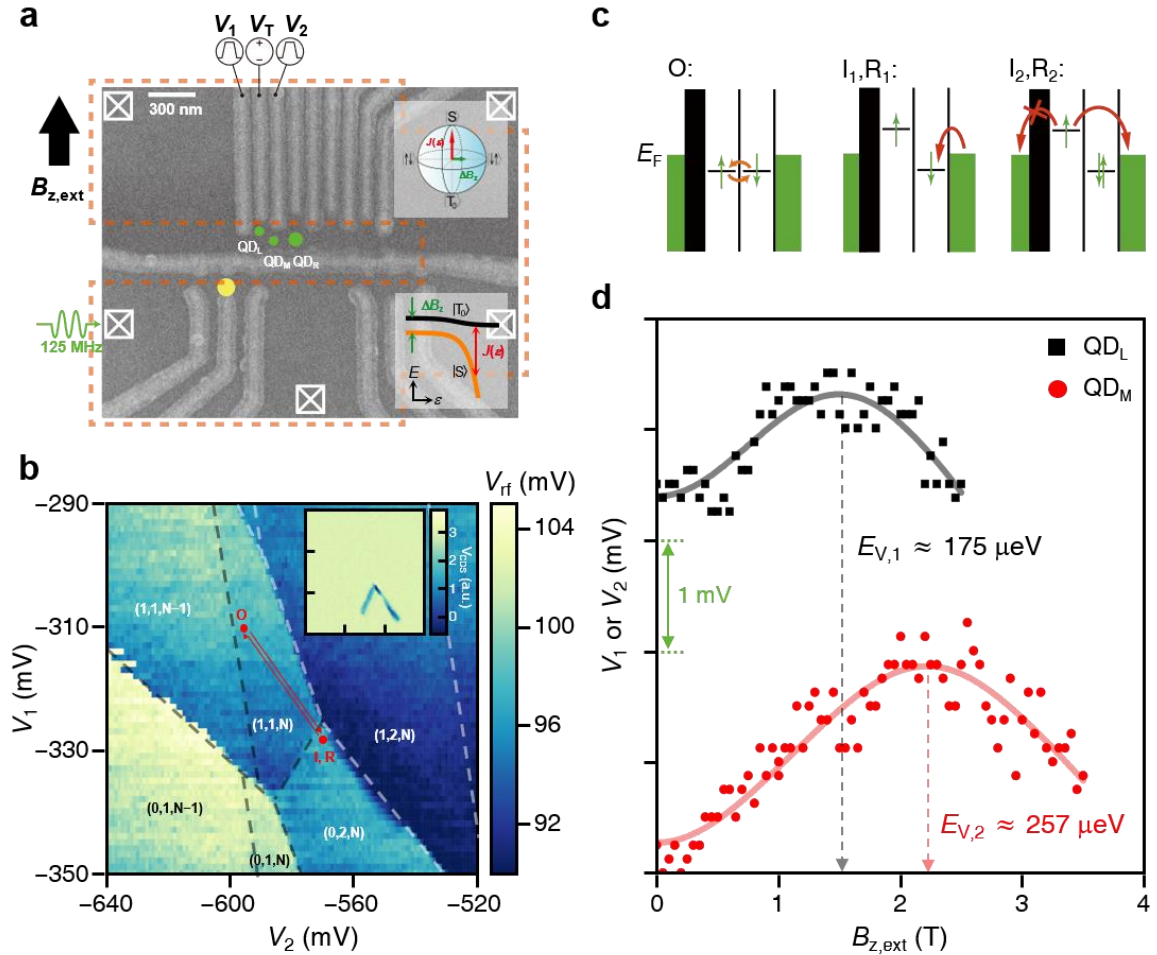 a
V1 VT V2
300 nm
Bz,ext
S
J(ε)
ΔBz
T0
QDL
QDM QDR
125 MHz
ΔBz
|T0⟩
J(ε)
|S⟩
E
ε
b
Vrf (mV)
V1 (mV)
−290
−310
−330
−350
−640
−600
−560
−520
V2 (mV)
(1,1,N−1)
O
(1,1,N)
I, R
(1,2,N)
(0,1,N−1)
(0,1,N)
(0,2,N)
3
2
1
0
VCDS (a.u.)
104
100
96
92
c
O:
I1,R1:
I2,R2:
EF
d
QDL
QDM
EV,1 ≈ 175 μeV
1 mV
EV,2 ≈ 257 μeV
V1 or V2 (mV)
0
1
2
3
4
Bz,ext (T)